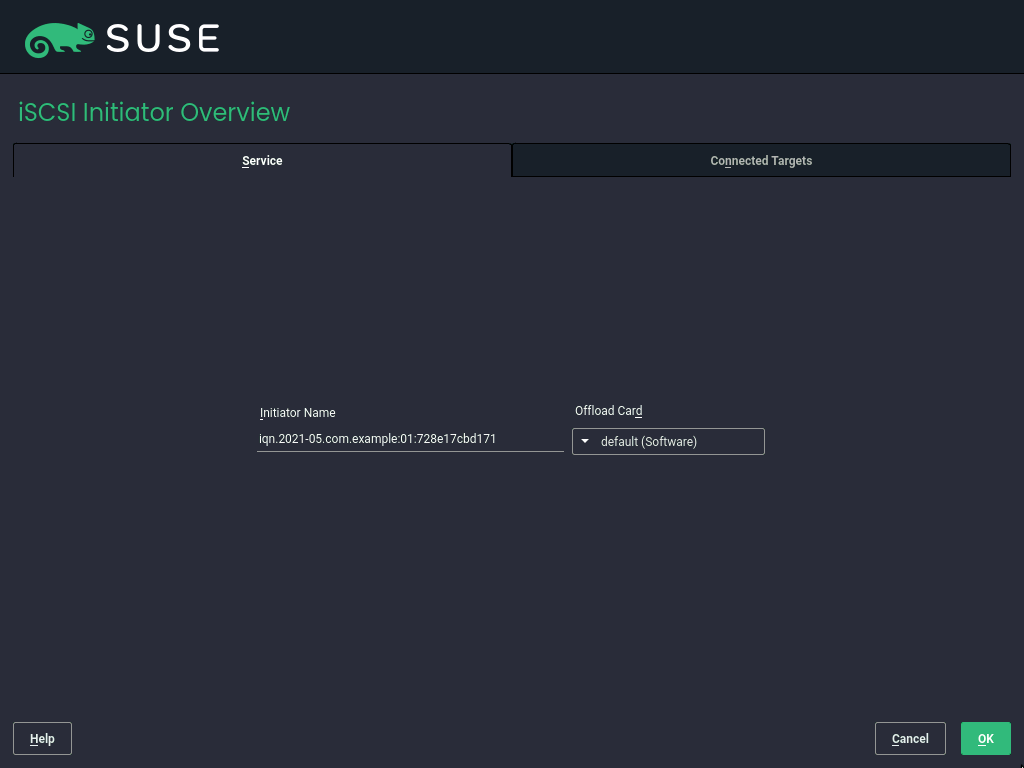 SUSE
iSCSI Initiator Overview
Service
Connected Targets
Initiator Name
Offload Card
iqn.2021-05.com.example:01:728e17cbd171
default (Software)
Help
Cancel
OK